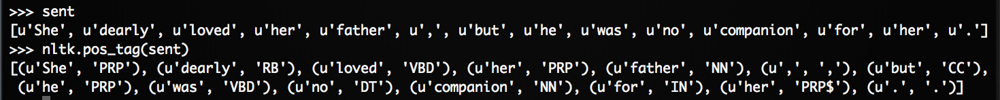 >>> sent
[u'She', u'dearly', u'loved', u'her', u'father', u',', u'but', u'he', u'was', u'no', u'companion', u'for', u'her', u'.']
>>> nltk.pos_tag(sent)
[(u'She', 'PRP'), (u'dearly', 'RB'), (u'loved', 'VBD'), (u'her', 'PRP'), (u'father', 'NN'), (u',', ','), (u'but', 'CC'),
(u'he', 'PRP'), (u'was', 'VBD'), (u'no', 'DT'), (u'companion', 'NN'), (u'for', 'IN'), (u'her', 'PRP$'), (u'.', '.')]